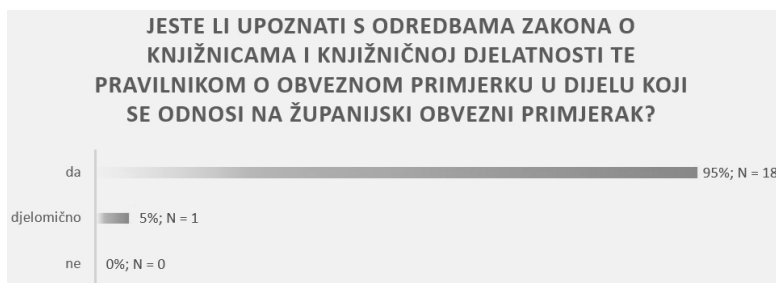 JESTE LI UPOZNATI S ODREDBAMA ZAKONA O
KNJIŽNICAMA I KNJIŽNIČNOJ DJELATNOSTI TE
PRAVILNIKOM O OBVEZNOM PRIMJERKU U DIJELU KOJI
SE ODNOSI NA ŽUPANIJSKI OBVEZNI PRIMJERAK?
da 95%; N = 18
djelomično 5%; N = 1
ne 0%; N = 0